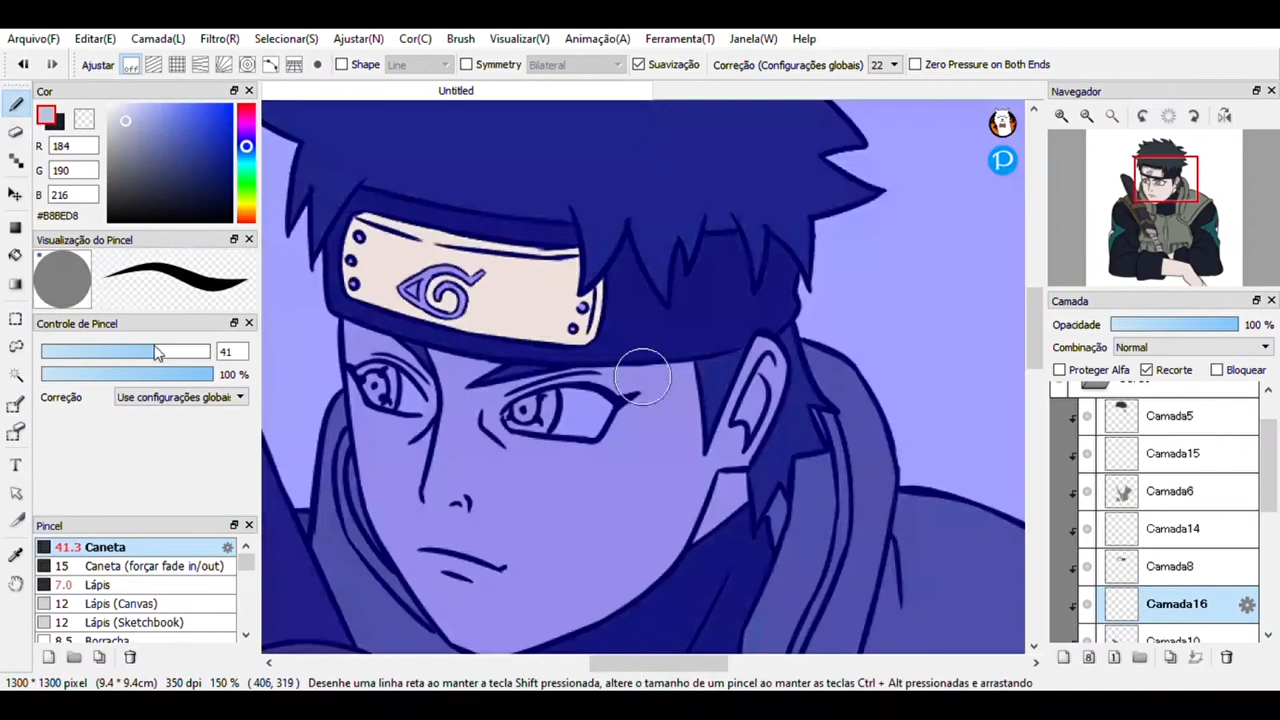 Arquivo(F) Editar(E) Camada(L) Filtro(R) Selecionar(S) Ajustar(N) Cor(C) Brush Visualizar(V) Animação(A) Ferramenta(T) Janela(W) Help
Ajustar off Shape Line Symmetry Bilateral Suavização Correção (Configurações globais) 22 Zero Pressure on Both Ends
Cor
R 184
G 190
B 216
#B8BED8
Visualização do Pincel
Controle de Pincel
41
100 %
Correção Use configurações globais
Pincel
41.3 Caneta
15 Caneta (forçar fade in/out)
7.0 Lápis
12 Lápis (Canvas)
12 Lápis (Sketchbook)
8.5 Borracha
Untitled
P
Navegador
Camada
Opacidade 100 %
Combinação Normal
Proteger Alfa Recorte Bloquear
Camada5
Camada15
Camada6
Camada14
Camada8
Camada16
Camada10
8 1
1300 * 1300 pixel (9.4 * 9.4cm) 350 dpi 150 % ( 406, 319 ) Desenhe uma linha reta ao manter a tecla Shift pressionada, altere o tamanho de um pincel ao manter as teclas Ctrl + Alt pressionadas e arrastando